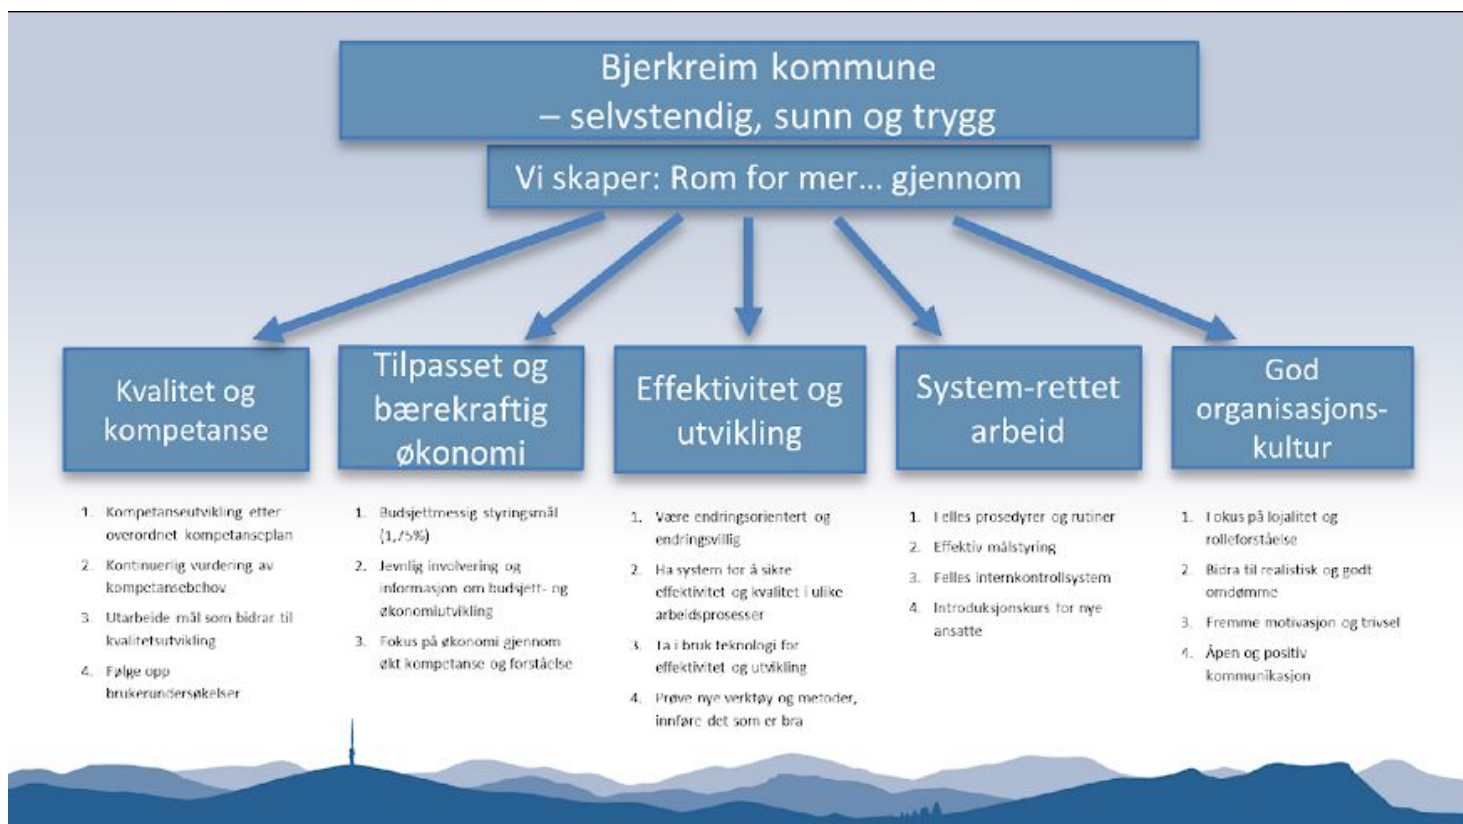 Bjerkreim kommune
– selvstendig, sunn og trygg
Vi skaper: Rom for mer... gjennom
Kvalitet og
kompetanse
1. Kompetanseutvikling etter
overordnet kompetanseplan
2. Kontinuerlig vurdering av
kompetansebehov
3. Utarbeide mål som bidrar til
kvalitetsutvikling
4. Følge opp
brukerundersøkelser
Tilpasset og
bærekraftig
økonomi
1. Budsjettmessig styringsmål
(1,75%)
2. Jevnlig involvering og
informasjon om budsjett- og
økonomiutvikling
3. Fokus på økonomi gjennom
økt kompetanse og forståelse
Effektivitet og
utvikling
1. Være endringsorientert og
endringsvillig
2. Ha system for å sikre
effektivitet og kvalitet i ulike
arbeidsprosesser
3. Ta i bruk teknologi for
effektivitet og utvikling
4. Prøve nye verktøy og metoder,
innføre det som er bra
System-rettet
arbeid
1. Felles prosedyrer og rutiner
2. Effektiv målstyring
3. Felles internkontrollsystem
4. Introduksjonskurs for nye
ansatte
God
organisasjons-
kultur
1. Fokus på lojalitet og
rolleforståelse
2. Bidra til realistisk og godt
omdømme
3. Fremme motivasjon og trivsel
4. Åpen og positiv
kommunikasjon